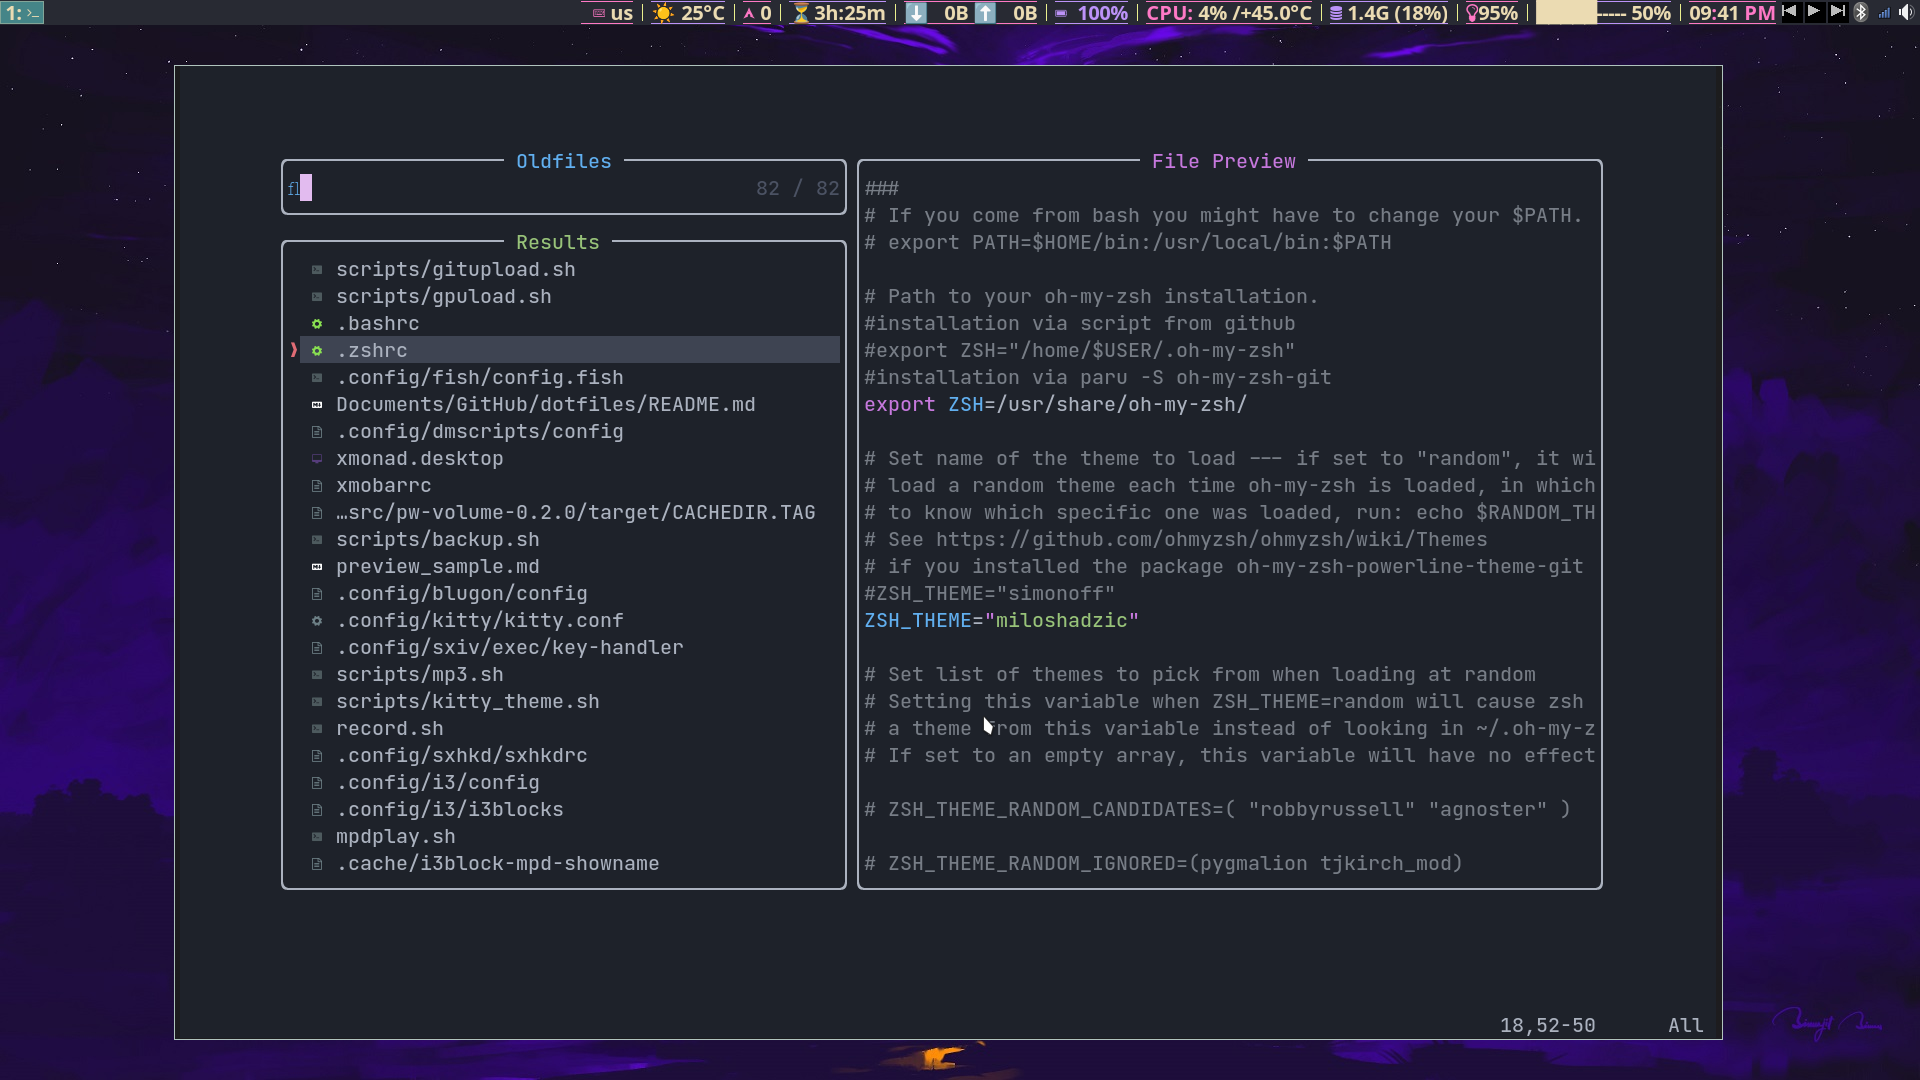 1: >_ us 25°C 0 3h:25m 0B 0B 100% CPU: 4% /+45.0°C 1.4G (18%) 95% ----- 50% 09:41 PM
Oldfiles
82 / 82
Results
scripts/gitupload.sh
scripts/gpuload.sh
.bashrc
.zshrc
.config/fish/config.fish
Documents/GitHub/dotfiles/README.md
.config/dmscripts/config
xmonad.desktop
xmobarrc
…src/pw-volume-0.2.0/target/CACHEDIR.TAG
scripts/backup.sh
preview_sample.md
.config/blugon/config
.config/kitty/kitty.conf
.config/sxiv/exec/key-handler
scripts/mp3.sh
scripts/kitty_theme.sh
record.sh
.config/sxhkd/sxhkdrc
.config/i3/config
.config/i3/i3blocks
mpdplay.sh
.cache/i3block-mpd-showname
File Preview
###
# If you come from bash you might have to change your $PATH.
# export PATH=$HOME/bin:/usr/local/bin:$PATH
# Path to your oh-my-zsh installation.
#installation via script from github
#export ZSH="/home/$USER/.oh-my-zsh"
#installation via paru -S oh-my-zsh-git
export ZSH=/usr/share/oh-my-zsh/
# Set name of the theme to load --- if set to "random", it wi
# load a random theme each time oh-my-zsh is loaded, in which
# to know which specific one was loaded, run: echo $RANDOM_TH
# See https://github.com/ohmyzsh/ohmyzsh/wiki/Themes
# if you installed the package oh-my-zsh-powerline-theme-git
#ZSH_THEME="simonoff"
ZSH_THEME="miloshadzic"
# Set list of themes to pick from when loading at random
# Setting this variable when ZSH_THEME=random will cause zsh
# a theme from this variable instead of looking in ~/.oh-my-z
# If set to an empty array, this variable will have no effect
# ZSH_THEME_RANDOM_CANDIDATES=( "robbyrussell" "agnoster" )
# ZSH_THEME_RANDOM_IGNORED=(pygmalion tjkirch_mod)
18,52-50 All